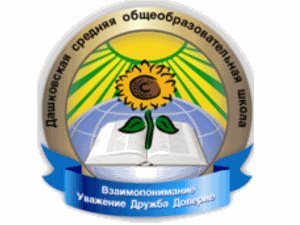 Дашковская средняя общеобразовательная школа
Взаимопонимание
Уважение Дружба Доверие